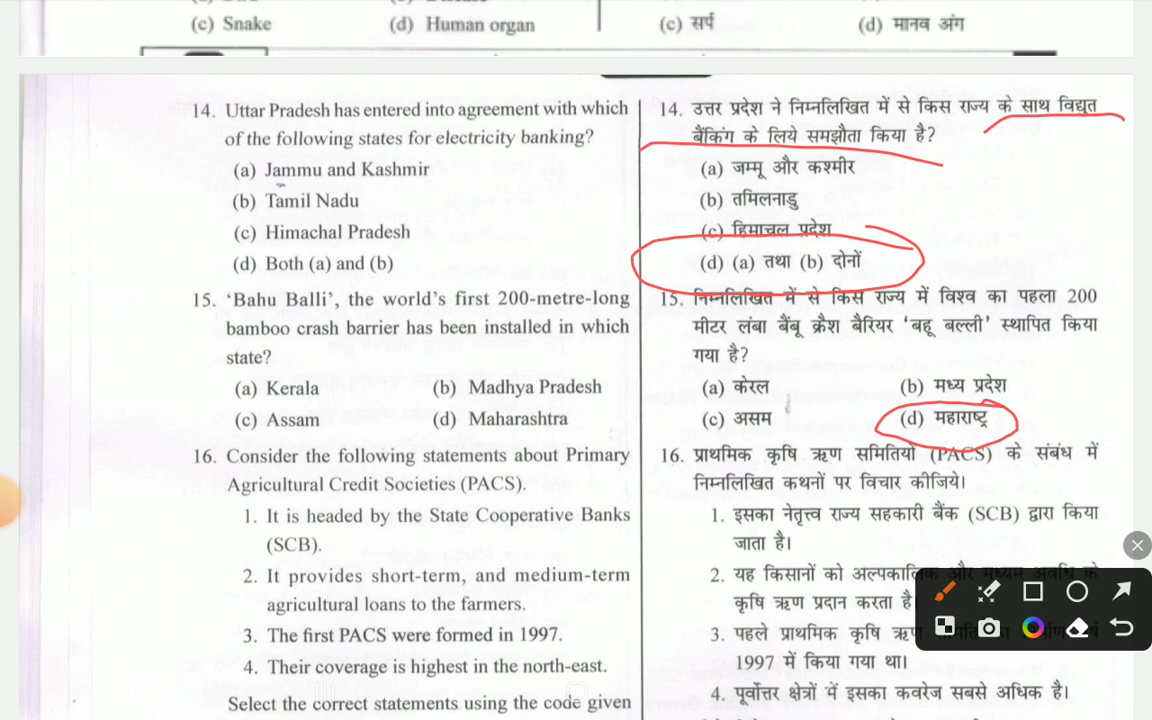 (c) Snake
(d) Human organ
(c) सर्प
(d) मानव अंग
14. Uttar Pradesh has entered into agreement with which
of the following states for electricity banking?
(a) Jammu and Kashmir
(b) Tamil Nadu
(c) Himachal Pradesh
(d) Both (a) and (b)
15. ‘Bahu Balli’, the world’s first 200-metre-long
bamboo crash barrier has been installed in which
state?
(a) Kerala
(b) Madhya Pradesh
(c) Assam
(d) Maharashtra
16. Consider the following statements about Primary
Agricultural Credit Societies (PACS).
1. It is headed by the State Cooperative Banks
(SCB).
2. It provides short-term, and medium-term
agricultural loans to the farmers.
3. The first PACS were formed in 1997.
4. Their coverage is highest in the north-east.
Select the correct statements using the code given
14. उत्तर प्रदेश ने निम्नलिखित में से किस राज्य के साथ विद्युत
बैंकिंग के लिये समझौता किया है?
(a) जम्मू और कश्मीर
(b) तमिलनाडु
(c) हिमाचल प्रदेश
(d) (a) तथा (b) दोनों
15. निम्नलिखित में से किस राज्य में विश्व का पहला 200
मीटर लंबा बैंबू क्रैश बैरियर ‘बहू बल्ली’ स्थापित किया
गया है?
(a) केरल
(b) मध्य प्रदेश
(c) असम
(d) महाराष्ट्र
16. प्राथमिक कृषि ऋण समितियों (PACS) के संबंध में
निम्नलिखित कथनों पर विचार कीजिये।
1. इसका नेतृत्त्व राज्य सहकारी बैंक (SCB) द्वारा किया
जाता है।
2. यह किसानों को अल्पकालिक और मध्यम अवधि के
कृषि ऋण प्रदान करता है
3. पहले प्राथमिक कृषि ऋण
1997 में किया गया था।
4. पूर्वोत्तर क्षेत्रों में इसका कवरेज सबसे अधिक है।